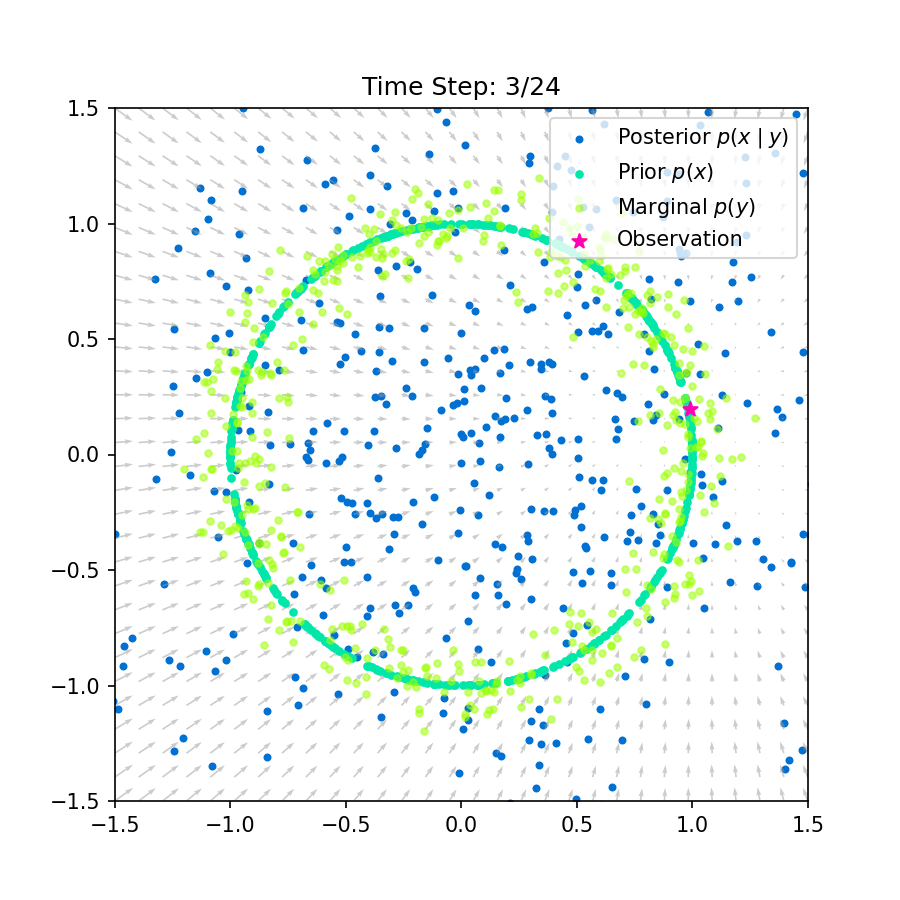 Time Step: 3/24
Posterior p(x | y)
Prior p(x)
Marginal p(y)
Observation
1.5
1.0
0.5
0.0
−0.5
−1.0
−1.5
−1.5 −1.0 −0.5 0.0 0.5 1.0 1.5